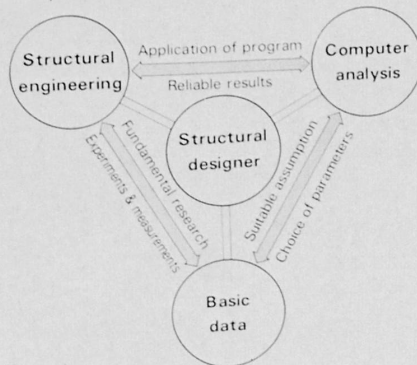 Structural
engineering
Application of program
Reliable results
Computer
analysis
Structural
designer
Fundamental research
Experiments & measurements
Suitable assumption
Choice of parameters
Basic
data